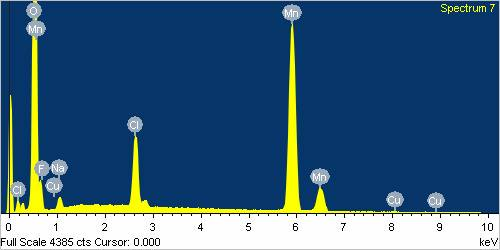 Spectrum 7
O
Mn
Mn
Cl
F
Na
Cl
Cu
Mn
Cu
Cu
0 1 2 3 4 5 6 7 8 9 10
Full Scale 4385 cts Cursor: 0.000 keV